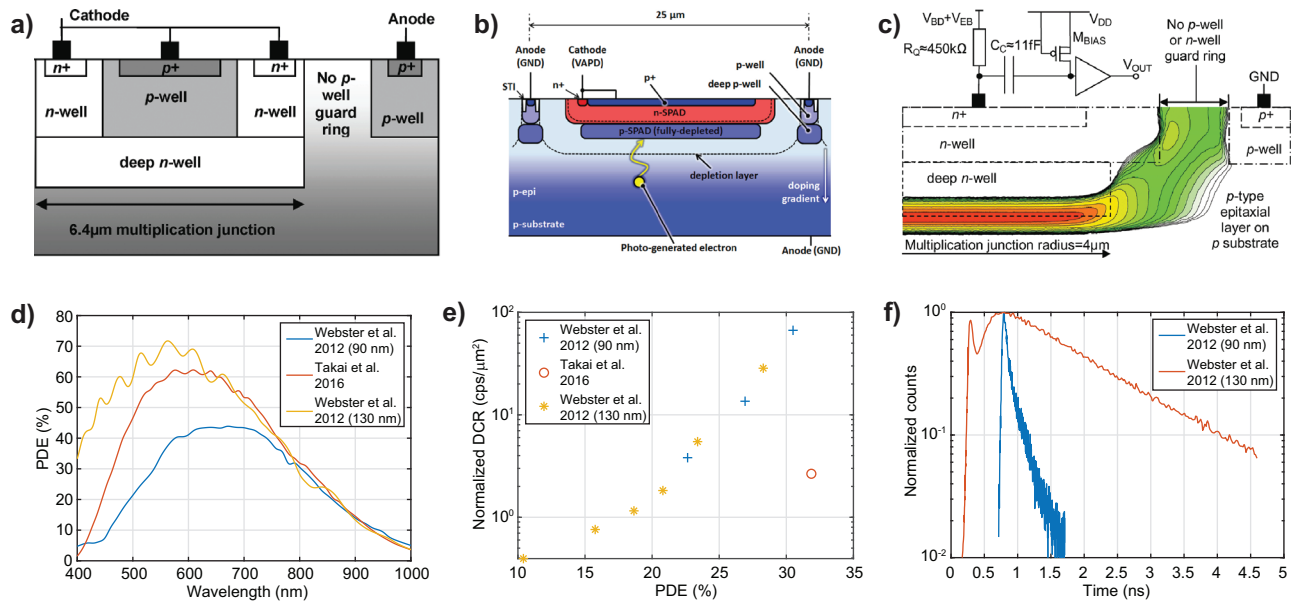 a)
Cathode
Anode
n+
p+
n+
p+
n-well
p-well
n-well
No p-
well
guard
ring
p-well
deep n-well
6.4µm multiplication junction
b)
25 µm
Anode
(GND)
Cathode
(VAPD)
Anode
(GND)
p-well
deep p-well
STI
n+
p+
n-SPAD
p-SPAD (fully-depleted)
depletion layer
p-epi
doping
gradient
p-substrate
Photo-generated electron
Anode (GND)
c)
VBD+VEB
VDD
No p-well
or
n-well
guard
ring
RQ≈450kΩ
CC≈11fF
MBIAS
VOUT
GND
n+
p+
n-well
p-well
deep n-well
p-type
epitaxial
layer on
p substrate
Multiplication junction radius=4µm
d)
80
70
60
50
40
30
20
10
0
PDE (%)
Webster et al.
2012 (90 nm)
Takai et al.
2016
Webster et al.
2012 (130 nm)
400 500 600 700 800 900 1000
Wavelength (nm)
e)
10^2
10^1
10^0
Normalized DCR (cps/µm²)
Webster et al.
2012 (90 nm)
Takai et al.
2016
Webster et al.
2012 (130 nm)
10 15 20 25 30 35
PDE (%)
f)
10^0
10^-1
10^-2
Normalized counts
Webster et al.
2012 (90 nm)
Webster et al.
2012 (130 nm)
0 0.5 1 1.5 2 2.5 3 3.5 4 4.5 5
Time (ns)